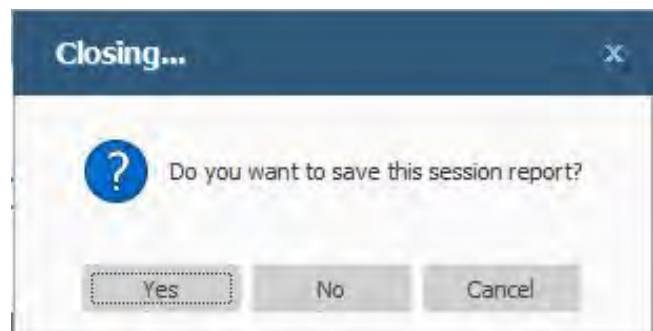 Closing...
x
? Do you want to save this session report?
Yes No Cancel